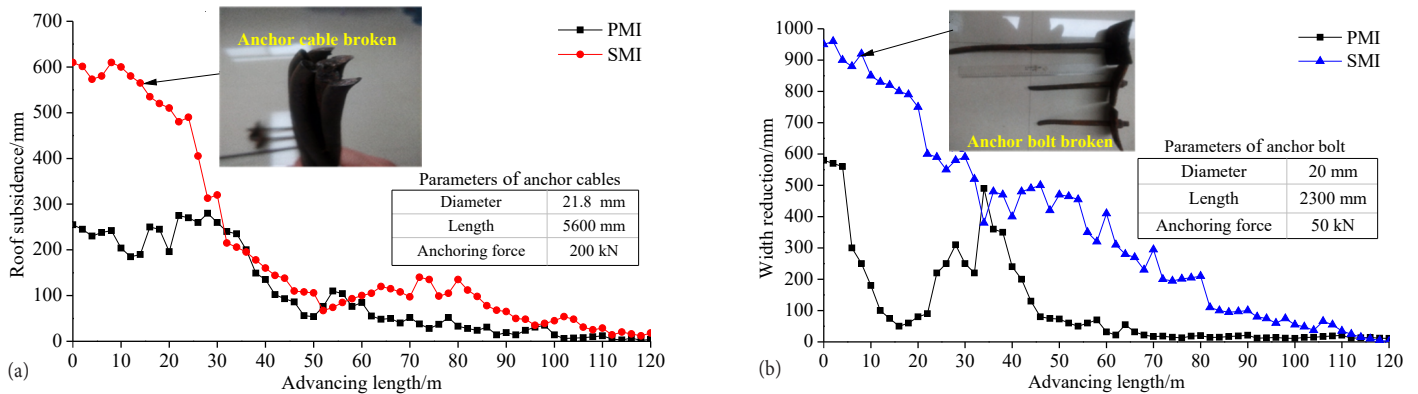 700
600
500
400
300
200
100
0
Roof subsidence/mm
0 10 20 30 40 50 60 70 80 90 100 110 120
Advancing length/m
(a)
Anchor cable broken
PMI
SMI
Parameters of anchor cables
Diameter 21.8 mm
Length 5600 mm
Anchoring force 200 kN
1000
900
800
700
600
500
400
300
200
100
0
Width reduction/mm
0 10 20 30 40 50 60 70 80 90 100 110 120
Advancing length/m
(b)
Anchor bolt broken
PMI
SMI
Parameters of anchor bolt
Diameter 20 mm
Length 2300 mm
Anchoring force 50 kN